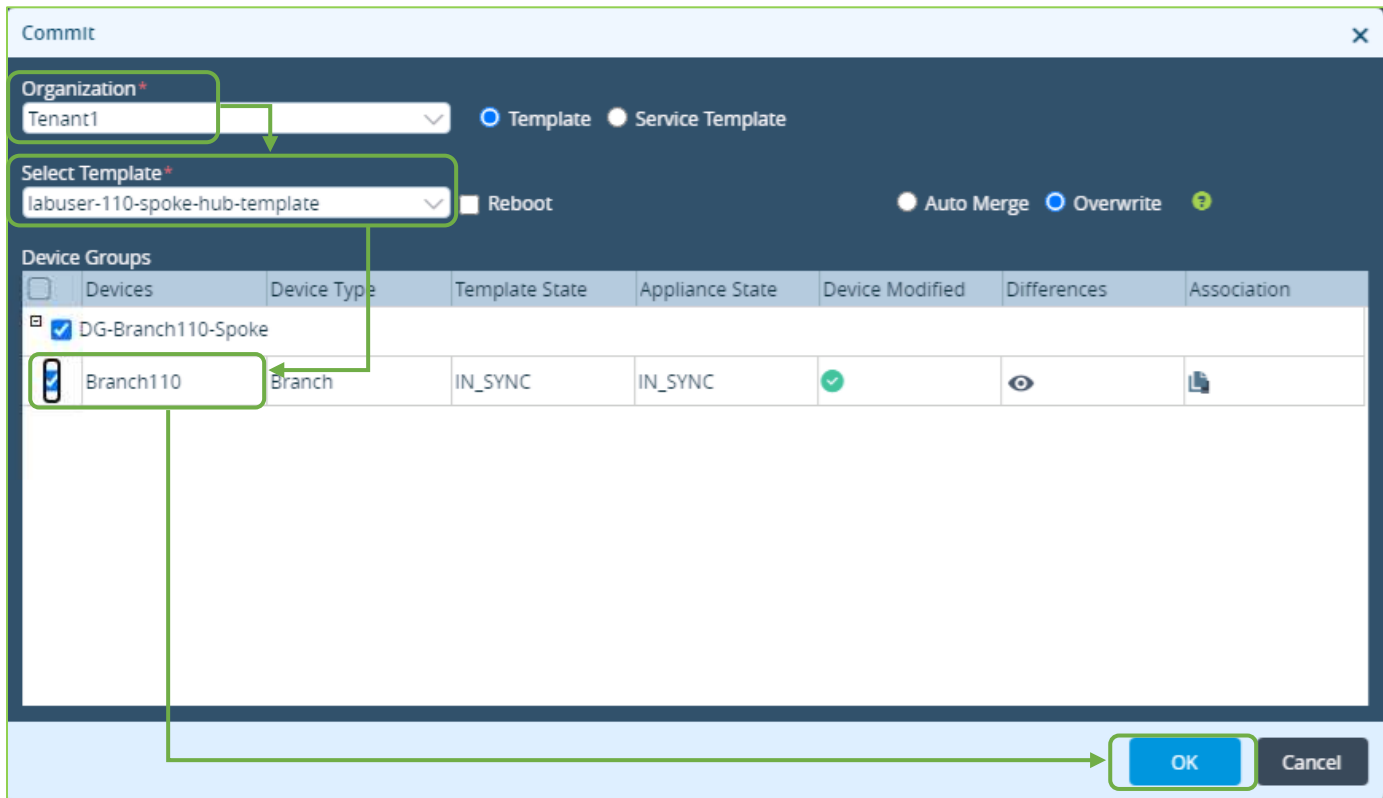 Commit
Organization*
Tenant1
Template
Service Template
Select Template*
labuser-110-spoke-hub-template
Reboot
Auto Merge
Overwrite
?
Device Groups
Devices Device Type Template State Appliance State Device Modified Differences Association
DG-Branch110-Spoke
Branch110 Branch IN_SYNC IN_SYNC
OK Cancel